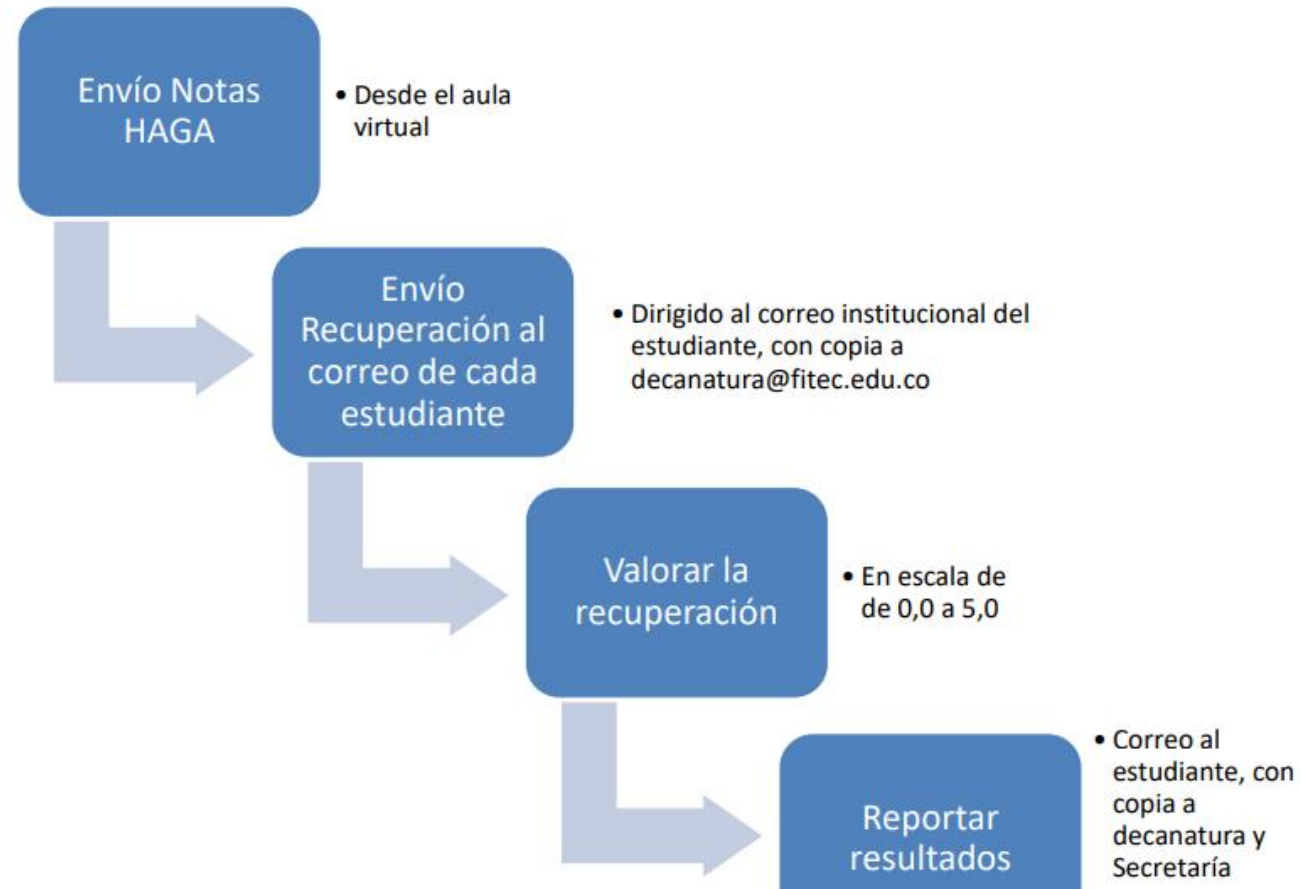 Envío Notas
HAGA
• Desde el aula
virtual
Envío
Recuperación al
correo de cada
estudiante
• Dirigido al correo institucional del
estudiante, con copia a
decanatura@fitec.edu.co
Valorar la
recuperación
• En escala de
de 0,0 a 5,0
Reportar
resultados
• Correo al
estudiante, con
copia a
decanatura y
Secretaría